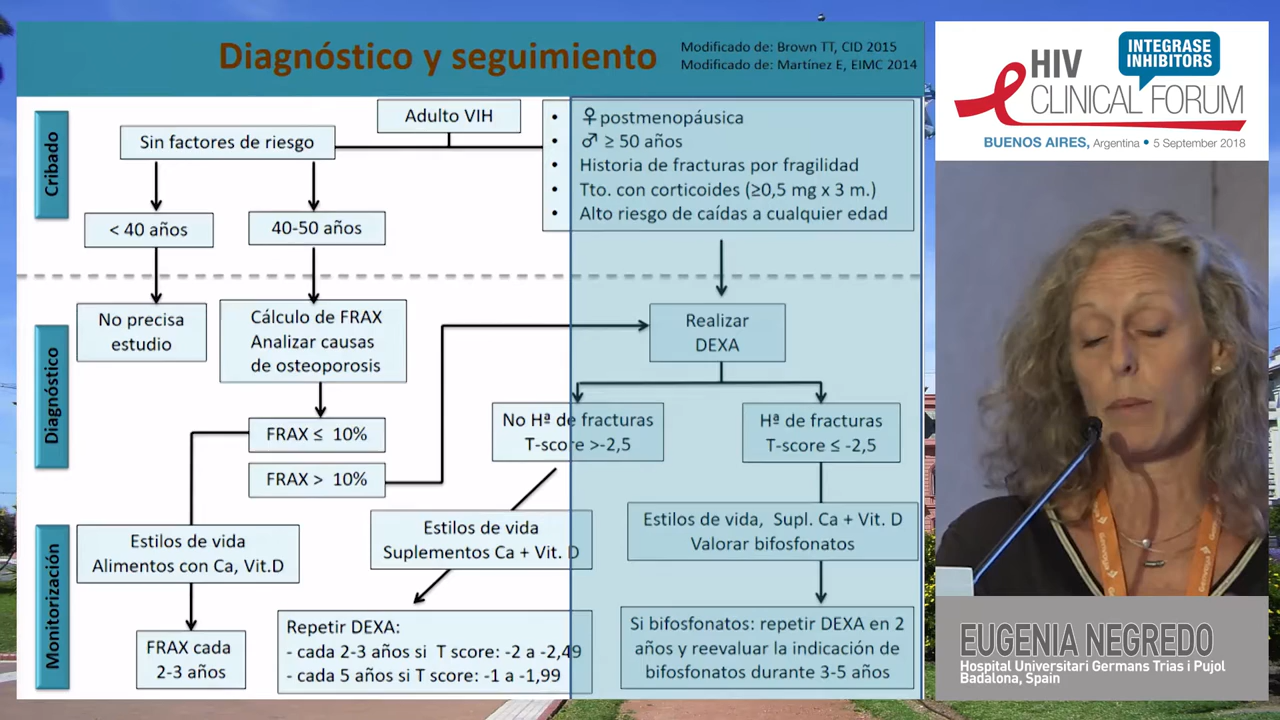 Diagnóstico y seguimiento
Modificado de: Brown TT, CID 2015
Modificado de: Martínez E, EIMC 2014
Cribado
Adulto VIH
Sin factores de riesgo
< 40 años
40-50 años
• ♀ postmenopáusica
• ♂ ≥ 50 años
• Historia de fracturas por fragilidad
• Tto. con corticoides (≥0,5 mg x 3 m.)
• Alto riesgo de caídas a cualquier edad
Diagnóstico
No precisa
estudio
Cálculo de FRAX
Analizar causas
de osteoporosis
FRAX ≤ 10%
FRAX > 10%
Realizar
DEXA
No Hª de fracturas
T-score >-2,5
Hª de fracturas
T-score ≤ -2,5
Monitorización
Estilos de vida
Alimentos con Ca, Vit.D
FRAX cada
2-3 años
Estilos de vida
Suplementos Ca + Vit. D
Repetir DEXA:
- cada 2-3 años si T score: -2 a -2,49
- cada 5 años si T score: -1 a -1,99
Estilos de vida, Supl. Ca + Vit. D
Valorar bifosfonatos
Si bifosfonatos: repetir DEXA en 2
años y reevaluar la indicación de
bifosfonatos durante 3-5 años
HIV
INTEGRASE
INHIBITORS
CLINICAL FORUM
BUENOS AIRES, Argentina • 5 September 2018
EUGENIA NEGREDO
Hospital Universitari Germans Trias i Pujol
Badalona, Spain